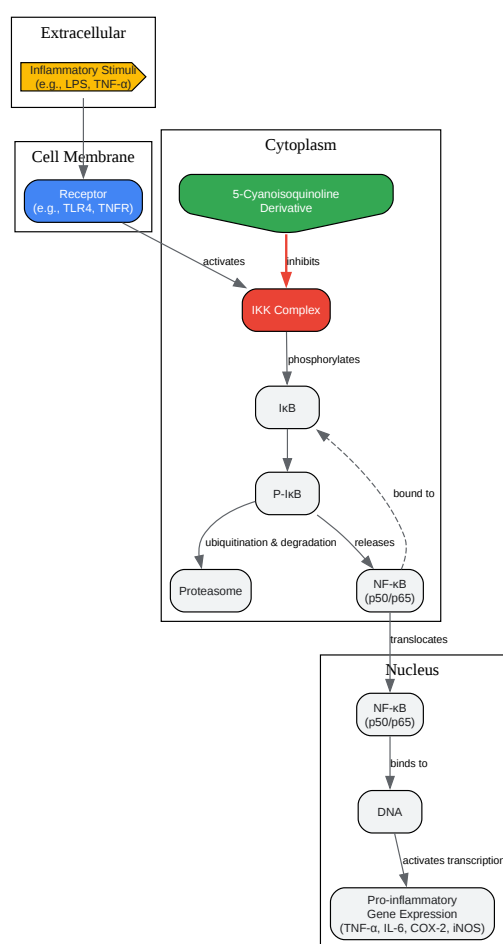 Extracellular
Inflammatory Stimuli
(e.g., LPS, TNF-α)
Cell Membrane
Receptor
(e.g., TLR4, TNFR)
Cytoplasm
5-Cyanoisoquinoline
Derivative
activates
inhibits
IKK Complex
phosphorylates
IκB
P-IκB
bound to
ubiquitination & degradation
releases
Proteasome
NF-κB
(p50/p65)
translocates
Nucleus
NF-κB
(p50/p65)
binds to
DNA
activates transcription
Pro-inflammatory
Gene Expression
(TNF-α, IL-6, COX-2, iNOS)